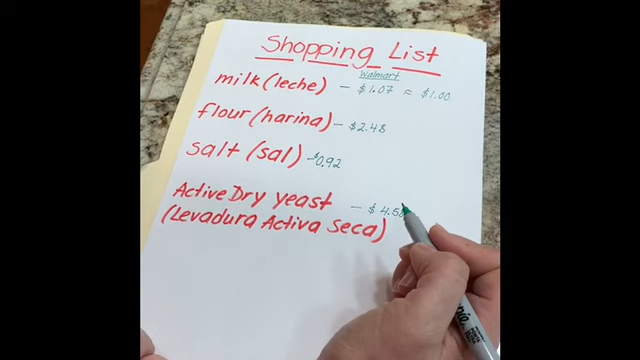 Shopping List
Walmart
milk (leche) - $1.07 ≈ $1.00
flour (harina) - $2.48
salt (sal) - $0.92
Active Dry yeast - $4.58
(Levadura Activa Seca)